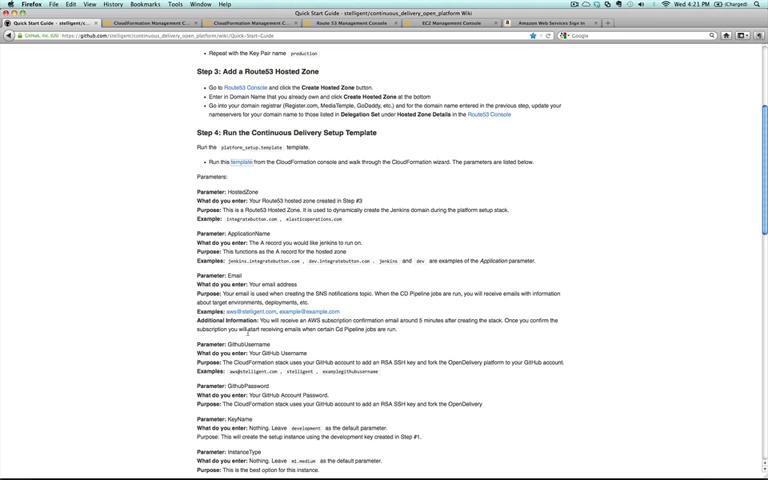 Firefox File Edit View History Bookmarks Tools Window Help
(Charged) Wed 4:21 PM
Quick Start Guide – stelligent/continuous_delivery_open_platform Wiki
Quick Start Guide · stelligent/c...
CloudFormation Management C...
CloudFormation Management C...
Route 53 Management Console
EC2 Management Console
Amazon Web Services Sign In
https://github.com/stelligent/continuous_delivery_open_platform/wiki/Quick-Start-Guide
Google
• Repeat with the Key Pair name production
Step 3: Add a Route53 Hosted Zone
• Go to Route53 Console and click the Create Hosted Zone button.
• Enter in Domain Name that you already own and click Create Hosted Zone at the bottom
• Go into your domain registrar (Register.com, MediaTemple, GoDaddy, etc.) and for the domain name entered in the previous step, update your
nameservers for your domain name to those listed in Delegation Set under Hosted Zone Details in the Route53 Console
Step 4: Run the Continuous Delivery Setup Template
Run the platform_setup.template template.
• Run this template from the CloudFormation console and walk through the CloudFormation wizard. The parameters are listed below.
Parameters:
Parameter: HostedZone
What do you enter: Your Route53 hosted zone created in Step #3
Purpose: This is a Route53 Hosted Zone. It is used to dynamically create the Jenkins domain during the platform setup stack.
Example: integratebutton.com , elasticoperations.com
Parameter: ApplicationName
What do you enter: The A record you would like jenkins to run on.
Purpose: This functions as the A record for the hosted zone
Examples: jenkins.integratebutton.com , dev.integratebutton.com . jenkins and dev are examples of the Application parameter.
Parameter: Email
What do you enter: Your email address
Purpose: Your email is used when creating the SNS notifications topic. When the CD Pipeline jobs are run, you will receive emails with information
about target environments, deployments, etc.
Examples: aws@stelligent.com, example@example.com
Additional Information: You will receive an AWS subscription confirmation email around 5 minutes after creating the stack. Once you confirm the
subscription you will start receiving emails when certain Cd Pipeline jobs are run.
Parameter: GithubUsername
What do you enter: Your GitHub Username
Purpose: The CloudFormation stack uses your GitHub account to add an RSA SSH key and fork the OpenDelivery platform to your GitHub account.
Examples: aws@stelligent.com , stelligent , examplegithubusername
Parameter: GithubPassword
What do you enter: Your GitHub Account Password.
Purpose: The CloudFormation stack uses your GitHub account to add an RSA SSH key and fork the OpenDelivery
Parameter: KeyName
What do you enter: Nothing. Leave development as the default parameter.
Purpose: This will create the setup instance using the development key created in Step #1.
Parameter: InstanceType
What do you enter: Nothing. Leave m1.medium as the default parameter.
Purpose: This is the best option for this instance.